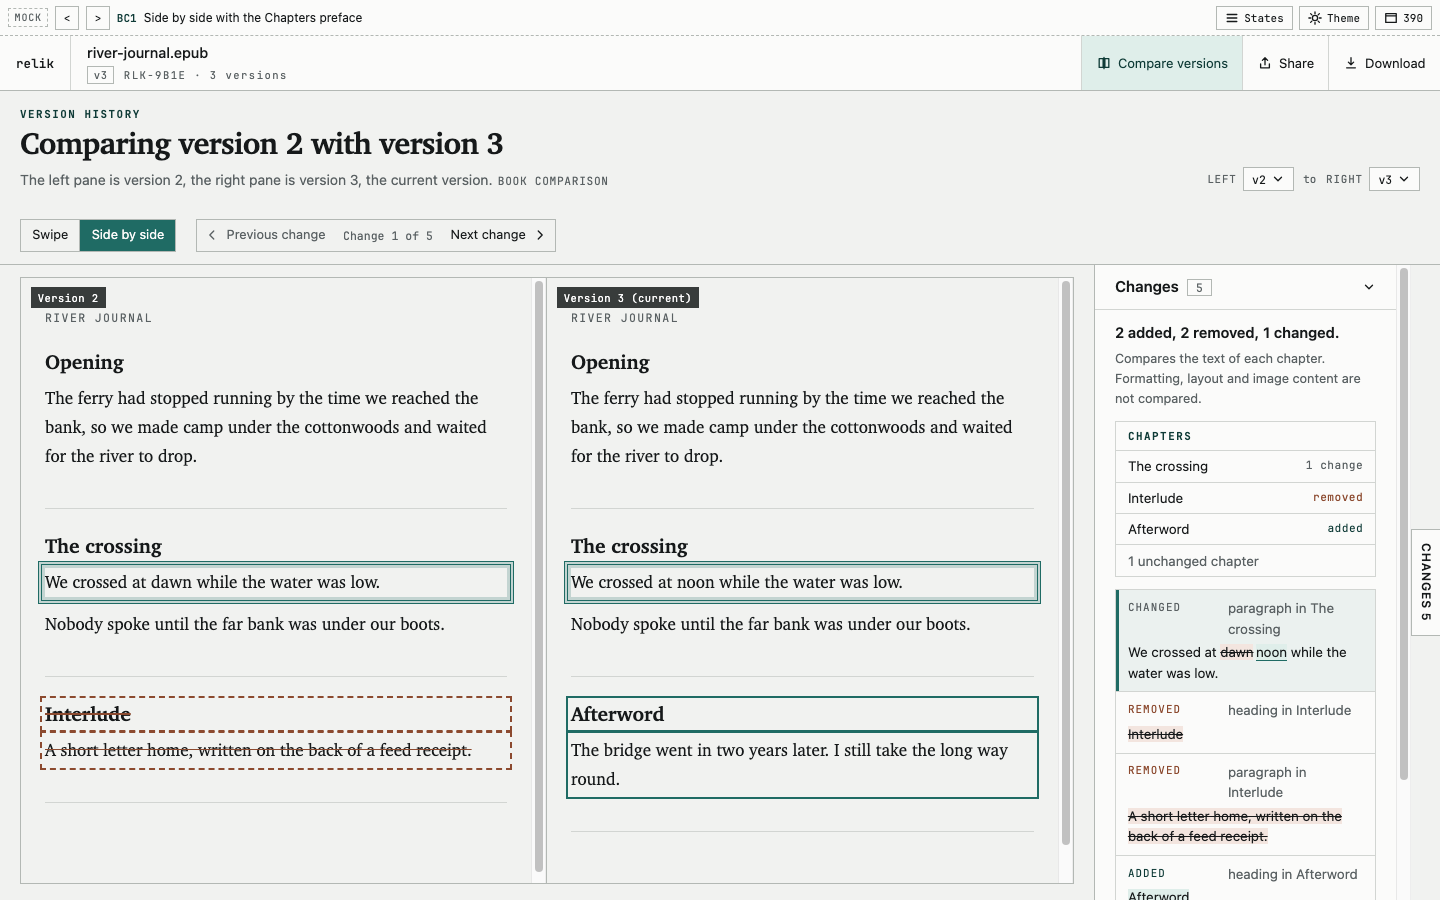 MOCK < > BC1 Side by side with the Chapters preface
States Theme 390
relik
river-journal.epub
v3 RLK-9B1E · 3 versions
Compare versions Share Download
VERSION HISTORY
Comparing version 2 with version 3
The left pane is version 2, the right pane is version 3, the current version. BOOK COMPARISON
LEFT v2 to RIGHT v3
Swipe Side by side
Previous change Change 1 of 5 Next change
Version 2
RIVER JOURNAL
Opening
The ferry had stopped running by the time we reached the
bank, so we made camp under the cottonwoods and waited
for the river to drop.
The crossing
We crossed at dawn while the water was low.
Nobody spoke until the far bank was under our boots.
Interlude
A short letter home, written on the back of a feed receipt.
Version 3 (current)
RIVER JOURNAL
Opening
The ferry had stopped running by the time we reached the
bank, so we made camp under the cottonwoods and waited
for the river to drop.
The crossing
We crossed at noon while the water was low.
Nobody spoke until the far bank was under our boots.
Afterword
The bridge went in two years later. I still take the long way
round.
Changes 5
2 added, 2 removed, 1 changed.
Compares the text of each chapter.
Formatting, layout and image content are
not compared.
CHAPTERS
The crossing 1 change
Interlude removed
Afterword added
1 unchanged chapter
CHANGED paragraph in The
crossing
We crossed at dawn noon while the
water was low.
REMOVED heading in Interlude
Interlude
REMOVED paragraph in
Interlude
A short letter home, written on the
back of a feed receipt.
ADDED heading in Afterword
Afterword
CHANGES 5